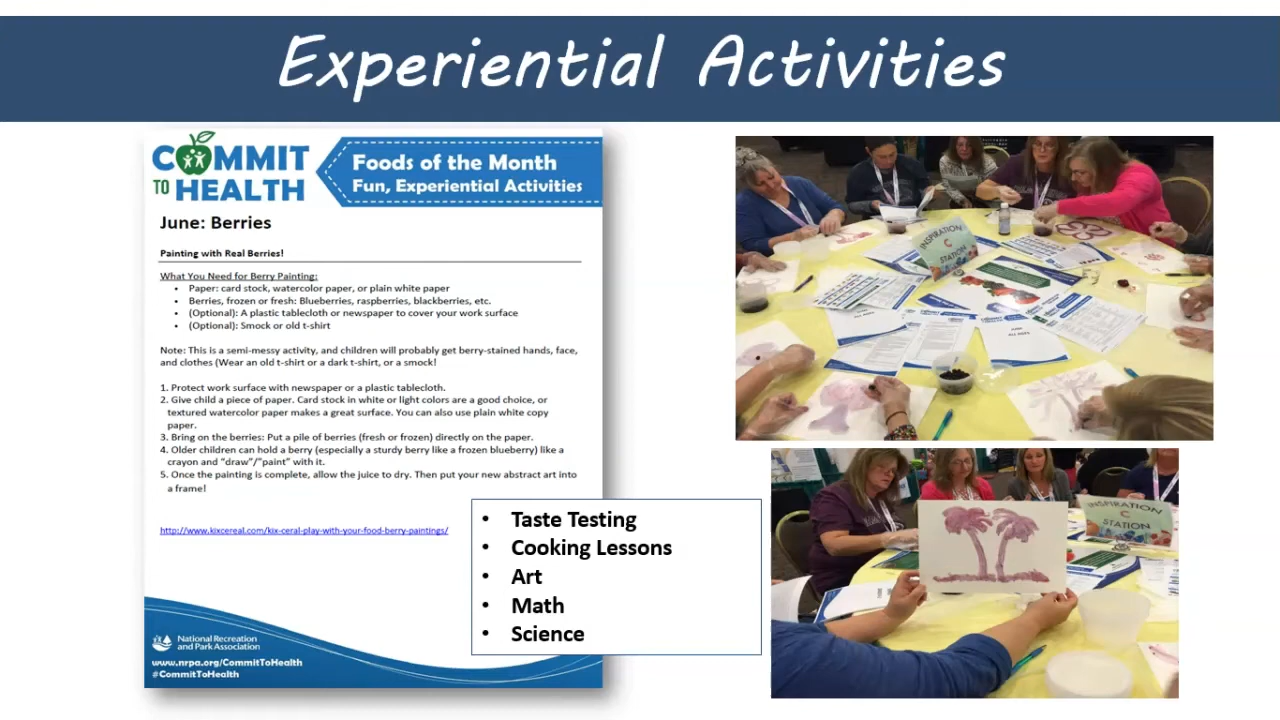 Experiential Activities
COMMIT
TO HEALTH
Foods of the Month
Fun, Experiential Activities
June: Berries
Painting with Real Berries!
What You Need for Berry Painting:
• Paper: card stock, watercolor paper, or plain white paper
• Berries, frozen or fresh: Blueberries, raspberries, blackberries, etc.
• (Optional): A plastic tablecloth or newspaper to cover your work surface
• (Optional): Smock or old t-shirt
Note: This is a semi-messy activity, and children will probably get berry-stained hands, face,
and clothes (Wear an old t-shirt or a dark t-shirt, or a smock!
1. Protect work surface with newspaper or a plastic tablecloth.
2. Give child a piece of paper. Card stock in white or light colors are a good choice, or
textured watercolor paper makes a great surface. You can also use plain white copy
paper.
3. Bring on the berries: Put a pile of berries (fresh or frozen) directly on the paper.
4. Older children can hold a berry (especially a sturdy berry like a frozen blueberry) like a
crayon and “draw”/“paint” with it.
5. Once the painting is complete, allow the juice to dry. Then put your new abstract art into
a frame!
http://www.kixcereal.com/kix-ceral-play-with-your-food-berry-paintings/
• Taste Testing
• Cooking Lessons
• Art
• Math
• Science
National Recreation
and Park Association
www.nrpa.org/CommitToHealth
#CommitToHealth
INSPIRATION
C
STATION
INSPIRATION
C
STATION